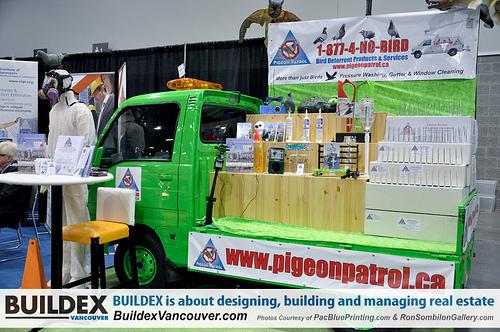 1-877-4-NO-BIRD
Bird Deterrent Products & Services
www.pigeonpatrol.ca
More than just Birds
Pressure Washing, Gutter & Window Cleaning
PIGEON PATROL
www.pigeonpatrol.ca
BUILDEX
VANCOUVER
BUILDEX is about designing, building and managing real estate
BuildexVancouver.com
Photos Courtesy of PacBluePrinting.com & RonSombilonGallery.com